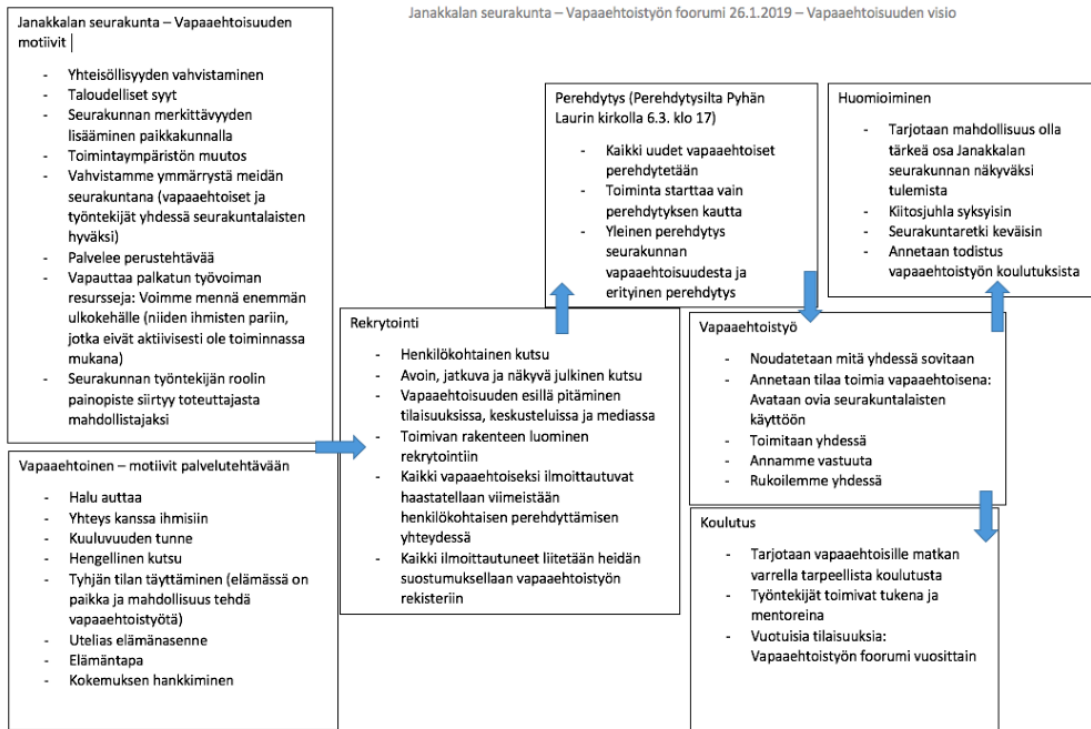 Janakkalan seurakunta – Vapaaehtoistyön foorumi 26.1.2019 – Vapaaehtoisuuden visio
Janakkalan seurakunta – Vapaaehtoisuuden
motiivit
- Yhteisöllisyyden vahvistaminen
- Taloudelliset syyt
- Seurakunnan merkittävyyden
lisääminen paikkakunnalla
- Toimintaympäristön muutos
- Vahvistamme ymmärrystä meidän
seurakuntana (vapaaehtoiset ja
työntekijät yhdessä seurakuntalaisten
hyväksi)
- Palvelee perustehtävää
- Vapauttaa palkatun työvoiman
resursseja: Voimme mennä enemmän
ulkokehälle (niiden ihmisten pariin,
jotka eivät aktiivisesti ole toiminnassa
mukana)
- Seurakunnan työntekijän roolin
painopiste siirtyy toteuttajasta
mahdollistajaksi
Vapaaehtoinen – motiivit palvelutehtävään
- Halu auttaa
- Yhteys kanssa ihmisiin
- Kuuluvuuden tunne
- Hengellinen kutsu
- Tyhjän tilan täyttäminen (elämässä on
paikka ja mahdollisuus tehdä
vapaaehtoistyötä)
- Utelias elämänasenne
- Elämäntapa
- Kokemuksen hankkiminen
Rekrytointi
- Henkilökohtainen kutsu
- Avoin, jatkuva ja näkyvä julkinen kutsu
- Vapaaehtoisuuden esillä pitäminen
tilaisuuksissa, keskusteluissa ja mediassa
- Toimivan rakenteen luominen
rekrytointiin
- Kaikki vapaaehtoiseksi ilmoittautuvat
haastatellaan viimeistään
henkilökohtaisen perehdyttämisen
yhteydessä
- Kaikki ilmoittautuneet liitetään heidän
suostumuksellaan vapaaehtoistyön
rekisteriin
Perehdytys (Perehdytysilta Pyhän
Laurin kirkolla 6.3. klo 17)
- Kaikki uudet vapaaehtoiset
perehdytetään
- Toiminta starttaa vain
perehdytyksen kautta
- Yleinen perehdytys
seurakunnan
vapaaehtoisuudesta ja
erityinen perehdytys
Vapaaehtoistyö
- Noudatetaan mitä yhdessä sovitaan
- Annetaan tilaa toimia vapaaehtoisena:
Avataan ovia seurakuntalaisten
käyttöön
- Toimitaan yhdessä
- Annamme vastuuta
- Rukoilemme yhdessä
Huomioiminen
- Tarjotaan mahdollisuus olla
tärkeä osa Janakkalan
seurakunnan näkyväksi
tulemista
- Kiitosjuhla syksyisin
- Seurakuntaretki keväisin
- Annetaan todistus
vapaaehtoistyön koulutuksista
Koulutus
- Tarjotaan vapaaehtoisille matkan
varrella tarpeellista koulutusta
- Työntekijät toimivat tukena ja
mentoreina
- Vuotuisia tilaisuuksia:
Vapaaehtoistyön foorumi vuosittain